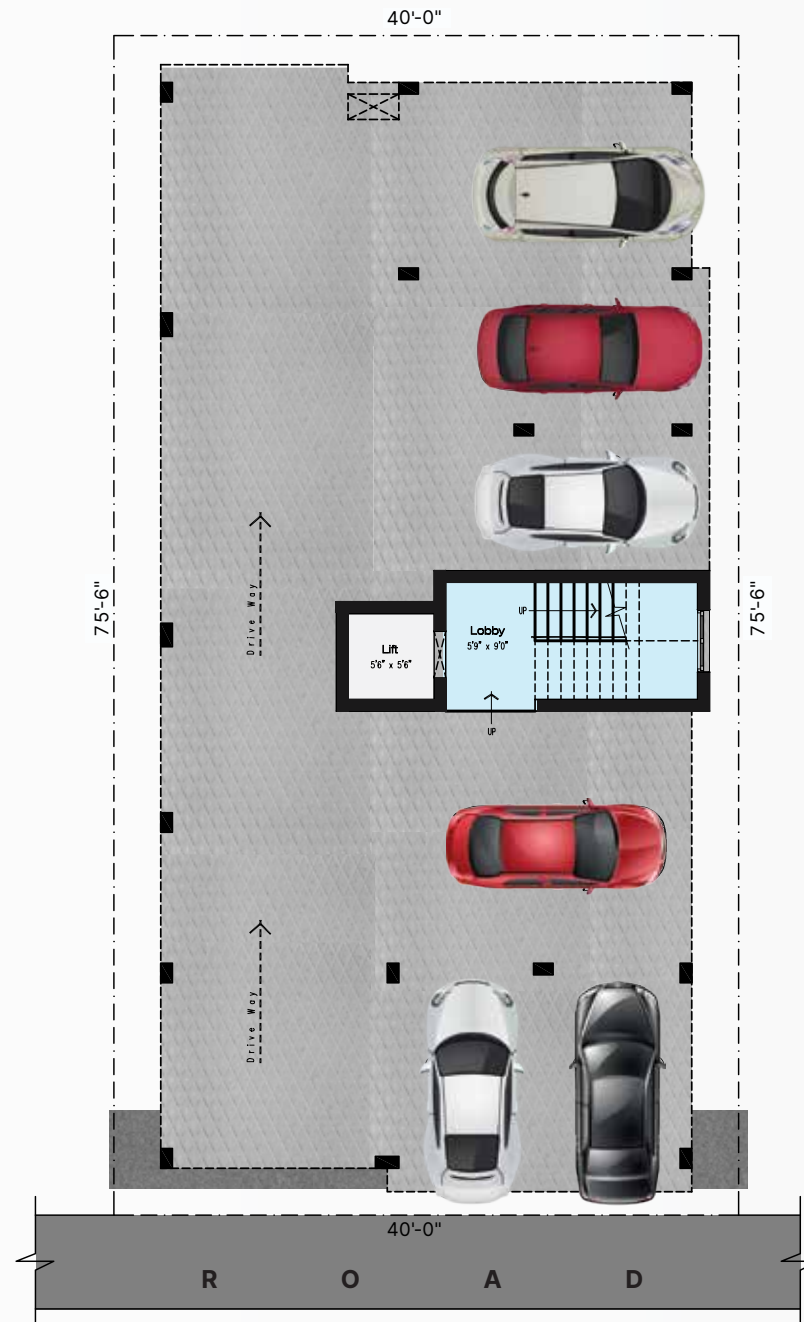 40'-0"
75'-6"
75'-6"
Drive Way
UP
Lobby
5'9" x 9'0"
Lift
5'6" x 5'6"
UP
Drive Way
40'-0"
R O A D